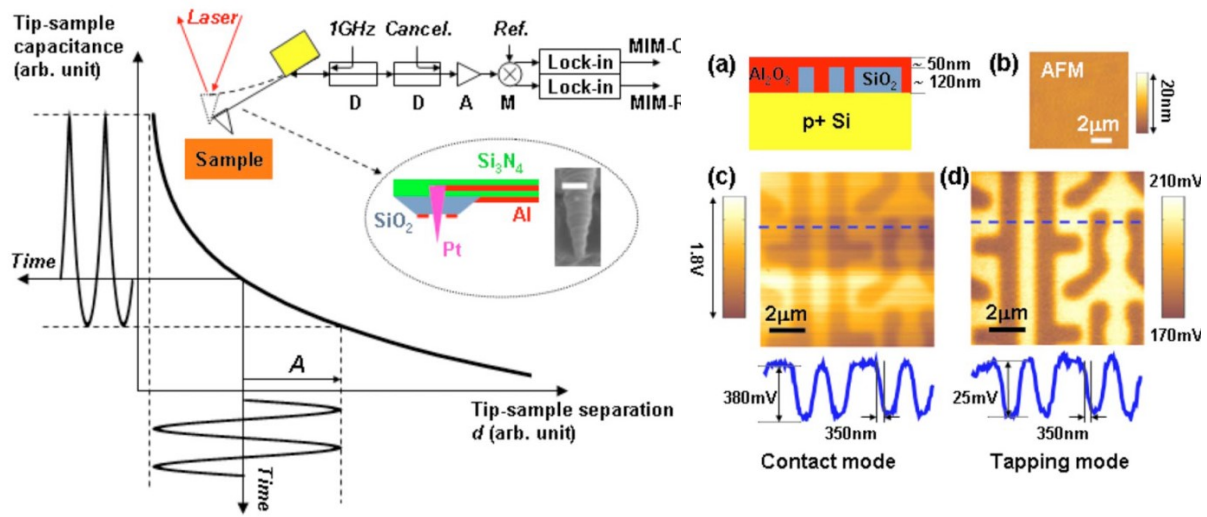 Tip-sample
capacitance
(arb. unit)
Laser
1GHz
Cancel.
Ref.
Lock-in
MIM-C
Lock-in
MIM-R
D
D
A
M
Sample
Si₃N₄
SiO₂
Al
Pt
Time
A
Tip-sample separation
d (arb. unit)
Time
(a)
Al₂O₃
SiO₂
~ 50nm
~ 120nm
p+ Si
(b)
AFM
2μm
20nm
(c)
1.8V
2μm
380mV
350nm
Contact mode
(d)
210mV
2μm
170mV
25mV
350nm
Tapping mode